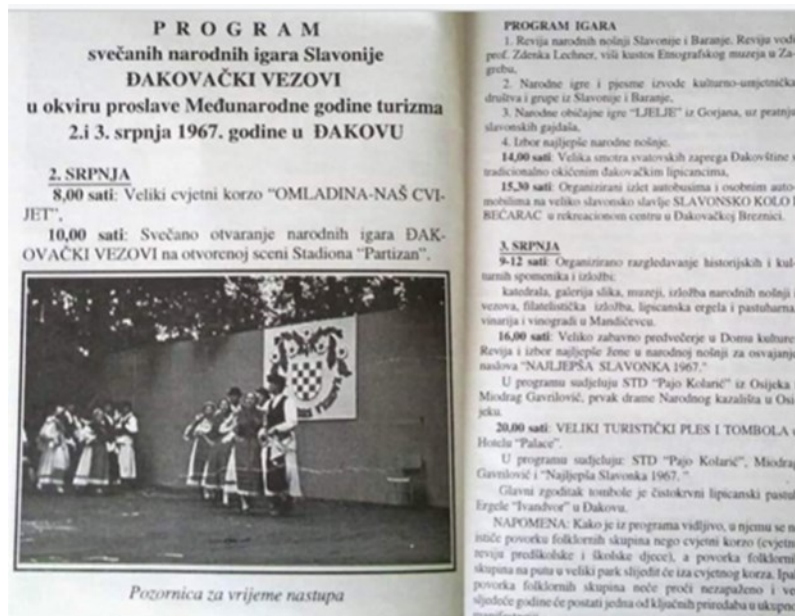 P R O G R A M
svečanih narodnih igara Slavonije
ĐAKOVAČKI VEZOVI
u okviru proslave Međunarodne godine turizma
2.i 3. srpnja 1967. godine u ĐAKOVU
2. SRPNJA
8,00 sati: Veliki cvjetni korzo "OMLADINA-NAŠ CVI-
JET",
10,00 sati: Svečano otvaranje narodnih igara ĐAK-
OVAČKI VEZOVI na otvorenoj sceni Stadiona "Partizan".
Pozornica za vrijeme nastupa
PROGRAM IGARA
1. Revija narodnih nošnji Slavonije i Baranje. Reviju vodi
prof. Zdenka Lechner, viši kustos Etnografskog muzeja u Za-
grebu,
2. Narodne igre i pjesme izvode kulturno-umjetnička
društva i grupe iz Slavonije i Baranje,
3. Narodne običajne igre "LJELJE" iz Gorjana, uz pratnju
slavonskih gajdaša,
4. Izbor najljepše narodne nošnje.
14,00 sati: Velika smotra svatovskih zaprega Đakovštine s
tradicionalno okićenim đakovačkim lipicancima,
15,30 sati: Organizirani izlet autobusima i osobnim auto-
mobilima na veliko slavonsko slavlje SLAVONSKO KOLO I
BEĆARAC u rekreacionom centru u Đakovačkoj Breznici.
3. SRPNJA
9-12 sati: Organizirano razgledavanje historijskih i kul-
turnih spomenika i izložbi:
katedrala, galerija slika, muzeji, izložba narodnih nošnji i
vezova, filatelistička izložba, lipicanska ergela i pastuharna,
vinarija i vinogradi u Mandićevcu.
16,00 sati: Veliko zabavno predvečerje u Domu kulture.
Revija i izbor najljepše žene u narodnoj nošnji za osvajanje
naslova "NAJLJEPŠA SLAVONKA 1967."
U programu sudjeluju STD "Pajo Kolarić" iz Osijeka
Miodrag Gavrilović, prvak drame Narodnog kazališta u Osi-
jeku.
20,00 sati: VELIKI TURISTIČKI PLES I TOMBOLA
Hotelu "Palace".
U programu sudjeluju: STD "Pajo Kolarić", Miodrag
Gavrilović i "Najljepša Slavonka 1967."
Glavni zgoditak tombole je čistokrvni lipicanski pastuh
Ergele "Ivandvor" u Đakovu.
NAPOMENA: Kako je iz programa vidljivo, u njemu se n
ističe povorku folklornih skupina nego cvjetni korzo (cvjetni
reviju predškolske i školske djece), a povorka folklorni
skupina na putu u veliki park slijedit će iza cvjetnog korza. Ipak
povorka folklornih skupina neće proći nezapaženo i ve
sljedeće godine će postati jedna od ključnih priredaba u ukupno